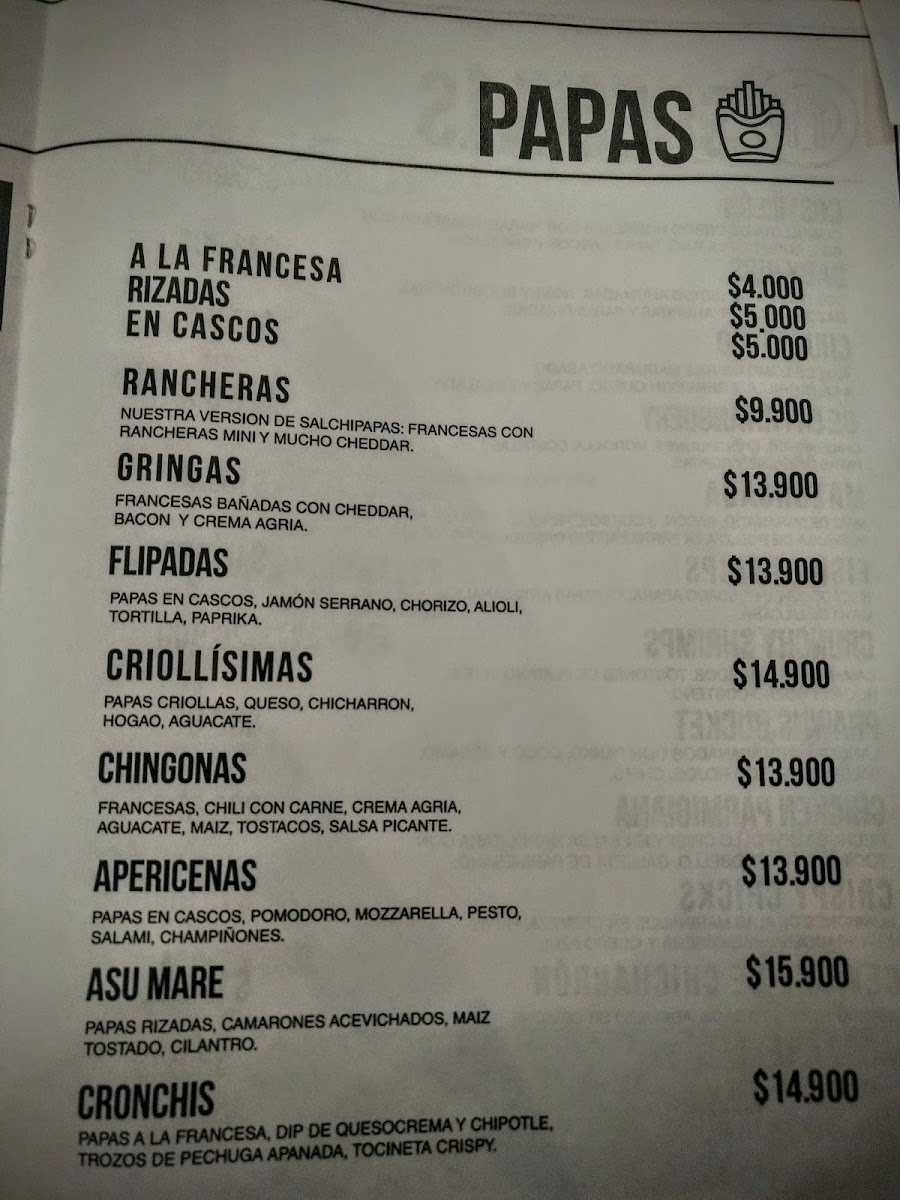 PAPAS
A LA FRANCESA $4.000
RIZADAS $5.000
EN CASCOS $5.000
RANCHERAS $9.900
NUESTRA VERSION DE SALCHIPAPAS: FRANCESAS CON
RANCHERAS MINI Y MUCHO CHEDDAR.
GRINGAS $13.900
FRANCESAS BAÑADAS CON CHEDDAR,
BACON Y CREMA AGRIA.
FLIPADAS $13.900
PAPAS EN CASCOS, JAMÓN SERRANO, CHORIZO, ALIOLI,
TORTILLA, PAPRIKA.
CRIOLLÍSIMAS $14.900
PAPAS CRIOLLAS, QUESO, CHICHARRON,
HOGAO, AGUACATE.
CHINGONAS $13.900
FRANCESAS, CHILI CON CARNE, CREMA AGRIA,
AGUACATE, MAIZ, TOSTACOS, SALSA PICANTE.
APERICENAS $13.900
PAPAS EN CASCOS, POMODORO, MOZZARELLA, PESTO,
SALAMI, CHAMPIÑONES.
ASU MARE $15.900
PAPAS RIZADAS, CAMARONES ACEVICHADOS, MAIZ
TOSTADO, CILANTRO.
CRONCHIS $14.900
PAPAS A LA FRANCESA, DIP DE QUESOCREMA Y CHIPOTLE,
TROZOS DE PECHUGA APANADA, TOCINETA CRISPY.